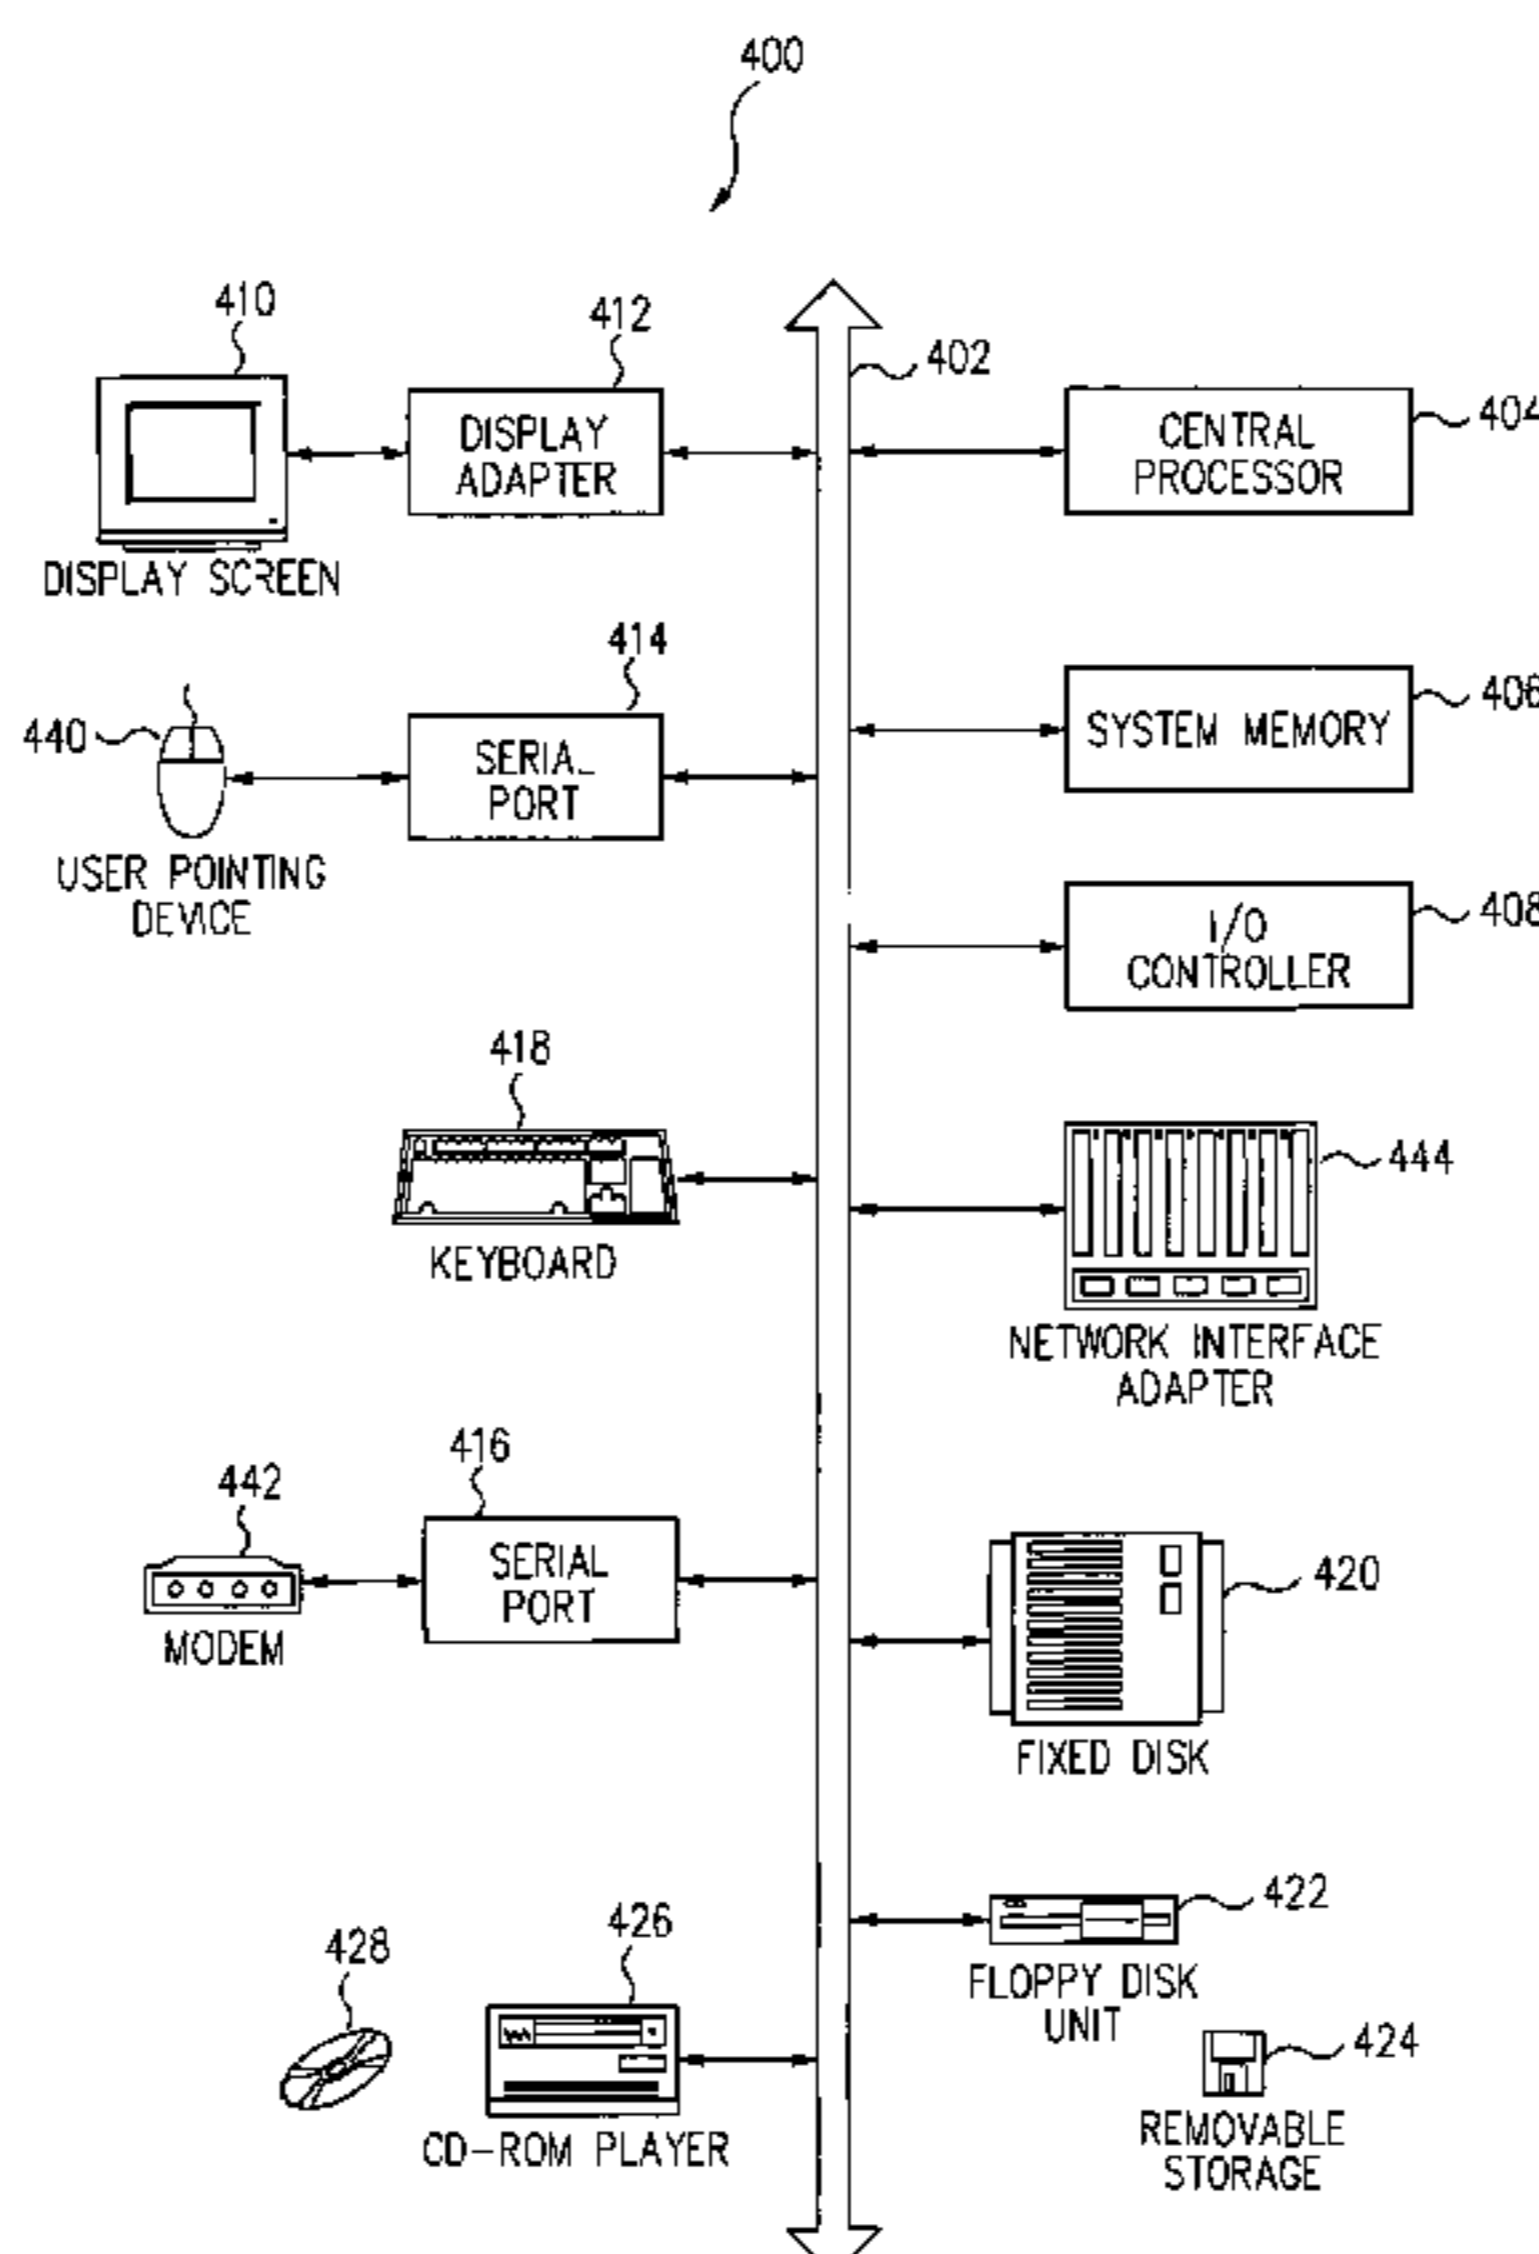 400
410
412
402
DISPLAY
ADAPTER
CENTRAL
PROCESSOR
404
DISPLAY SCREEN
414
440
SERIAL
PORT
SYSTEM MEMORY
406
USER POINTING
DEVICE
I/O
CONTROLLER
408
418
KEYBOARD
444
NETWORK INTERFACE
ADAPTER
416
442
SERIAL
PORT
MODEM
420
FIXED DISK
422
FLOPPY DISK
UNIT
428
426
CD-ROM PLAYER
424
REMOVABLE
STORAGE